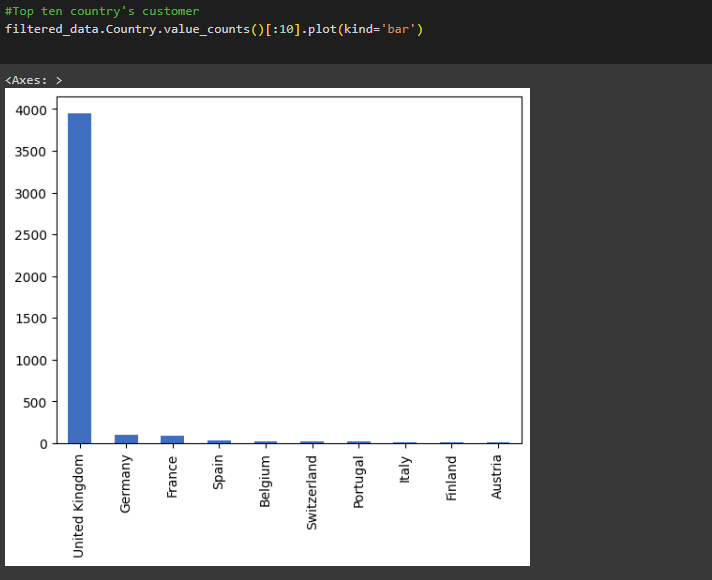 #Top ten country's customer
filtered_data.Country.value_counts()[:10].plot(kind='bar')
<Axes: >
4000
3500
3000
2500
2000
1500
1000
500
0
United Kingdom
Germany
France
Spain
Belgium
Switzerland
Portugal
Italy
Finland
Austria